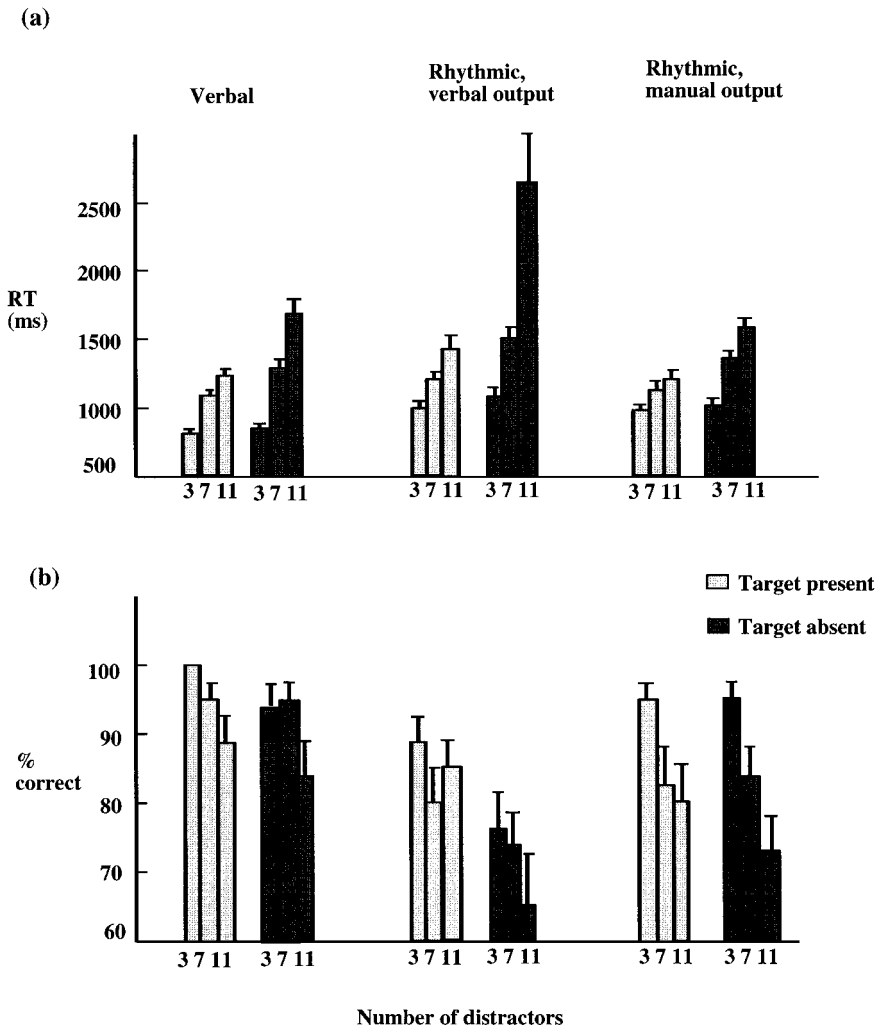 (a)
Verbal
Rhythmic,
verbal output
Rhythmic,
manual output
2500
2000
RT
(ms)
1500
1000
500
3 7 11
3 7 11
3 7 11
3 7 11
3 7 11
3 7 11
(b)
Target present
Target absent
100
90
%
correct
80
70
60
3 7 11
3 7 11
3 7 11
3 7 11
3 7 11
3 7 11
Number of distractors